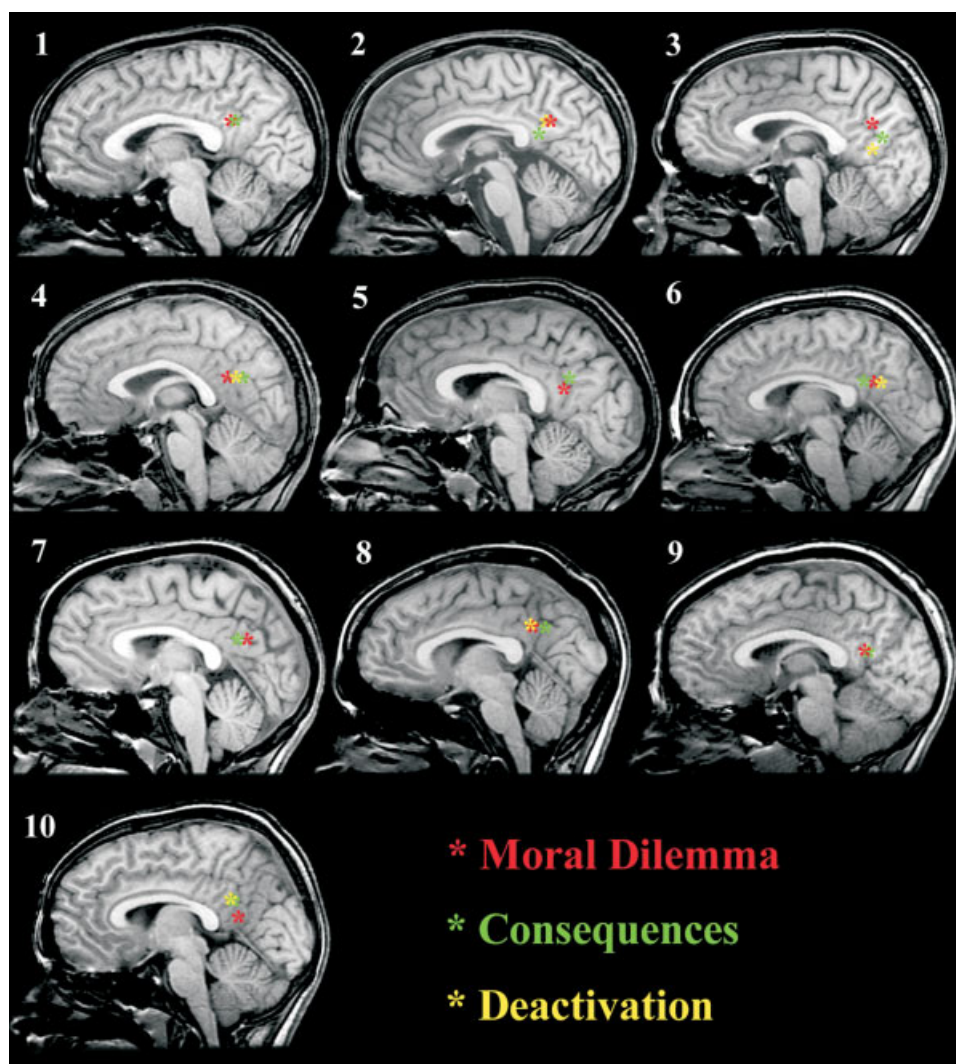 1 2 3
4 5 6
7 8 9
10
* Moral Dilemma
* Consequences
* Deactivation